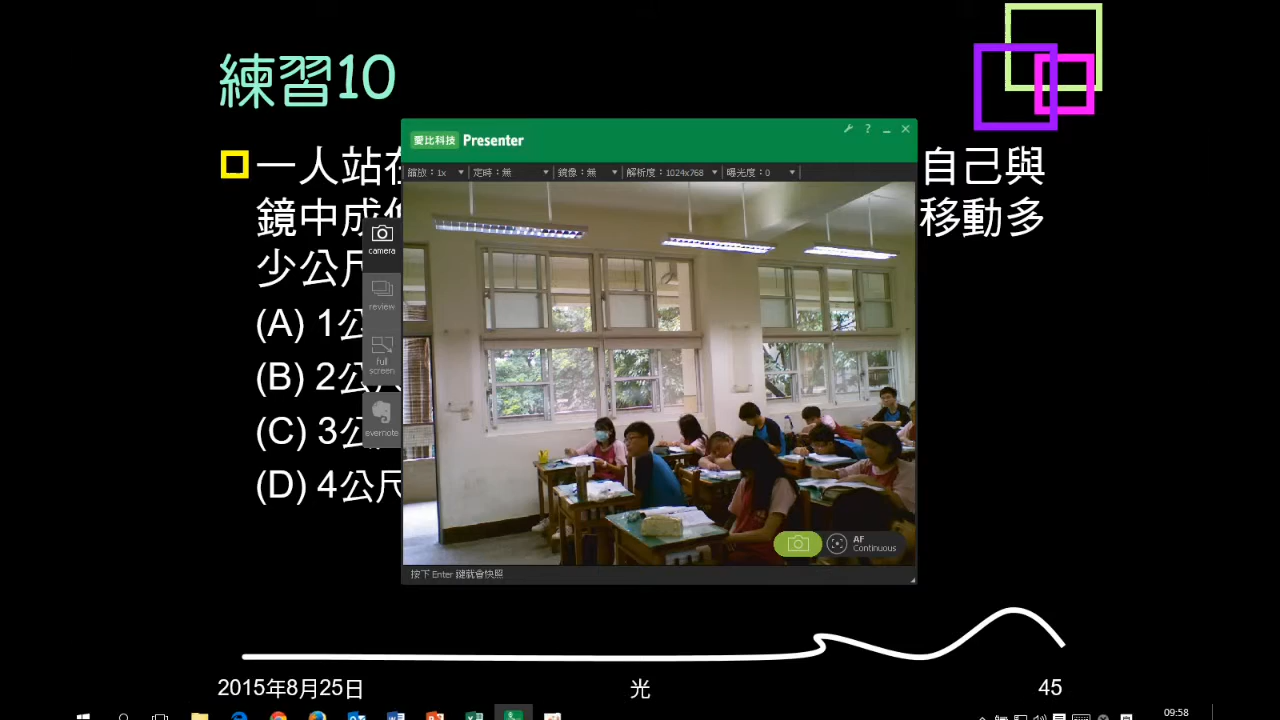 練習10
一人站在 自己與
鏡中成像 移動多
少公尺
(A) 1公
(B) 2公尺
(C) 3公
(D) 4公尺
愛比科技 Presenter
縮放：1x 定時：無 鏡像：無 解析度：1024x768 曝光度：0
camera
review
full
screen
evernote
AF
Continuous
按下 Enter 鍵就會快照
2015年8月25日 光 45
09:58